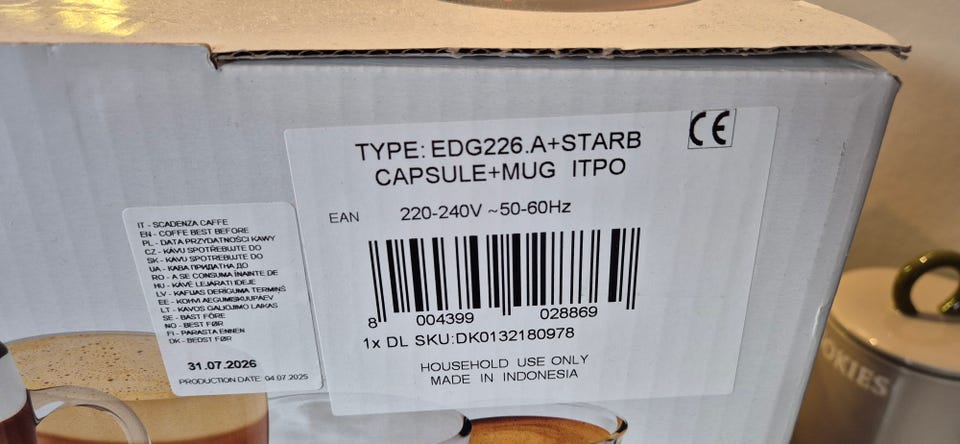 TYPE: EDG226.A+STARB
CAPSULE+MUG ITPO
CE
EAN 220-240V ~50-60Hz
8 004399 028869
1x DL SKU:DK0132180978
HOUSEHOLD USE ONLY
MADE IN INDONESIA
IT - SCADENZA CAFFE
EN - COFFE BEST BEFORE
PL - DATA PRZYDATNOŚCI KAWY
CZ - KÁVU SPOTŘEBUJTE DO
SK - KÁVU SPOTREBUJTE DO
UA - КАВА ПРИДАТНА ДО
RO - A SE CONSUMA ÎNAINTE DE
HU - KÁVÉ LEJÁRATI IDEJE
LV - KAFIJAS DERĪGUMA TERMIŅŠ
EE - KOHVI AEGUMISKUUPÄEV
LT - KAVOS GALIOJIMO LAIKAS
SE - BÄST FÖRE
NO - BEST FØR
FI - PARASTA ENNEN
DK - BEDST FØR
31.07.2026
PRODUCTION DATE: 04.07.2025
OKIES